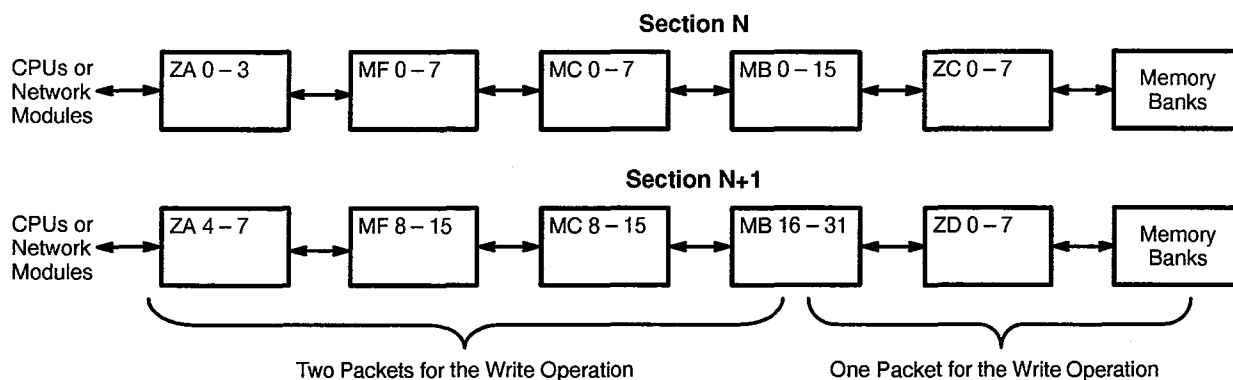 Section N
CPUs or
Network
Modules
ZA 0 – 3
MF 0 – 7
MC 0 – 7
MB 0 – 15
ZC 0 – 7
Memory
Banks
Section N+1
CPUs or
Network
Modules
ZA 4 – 7
MF 8 – 15
MC 8 – 15
MB 16 – 31
ZD 0 – 7
Memory
Banks
Two Packets for the Write Operation
One Packet for the Write Operation